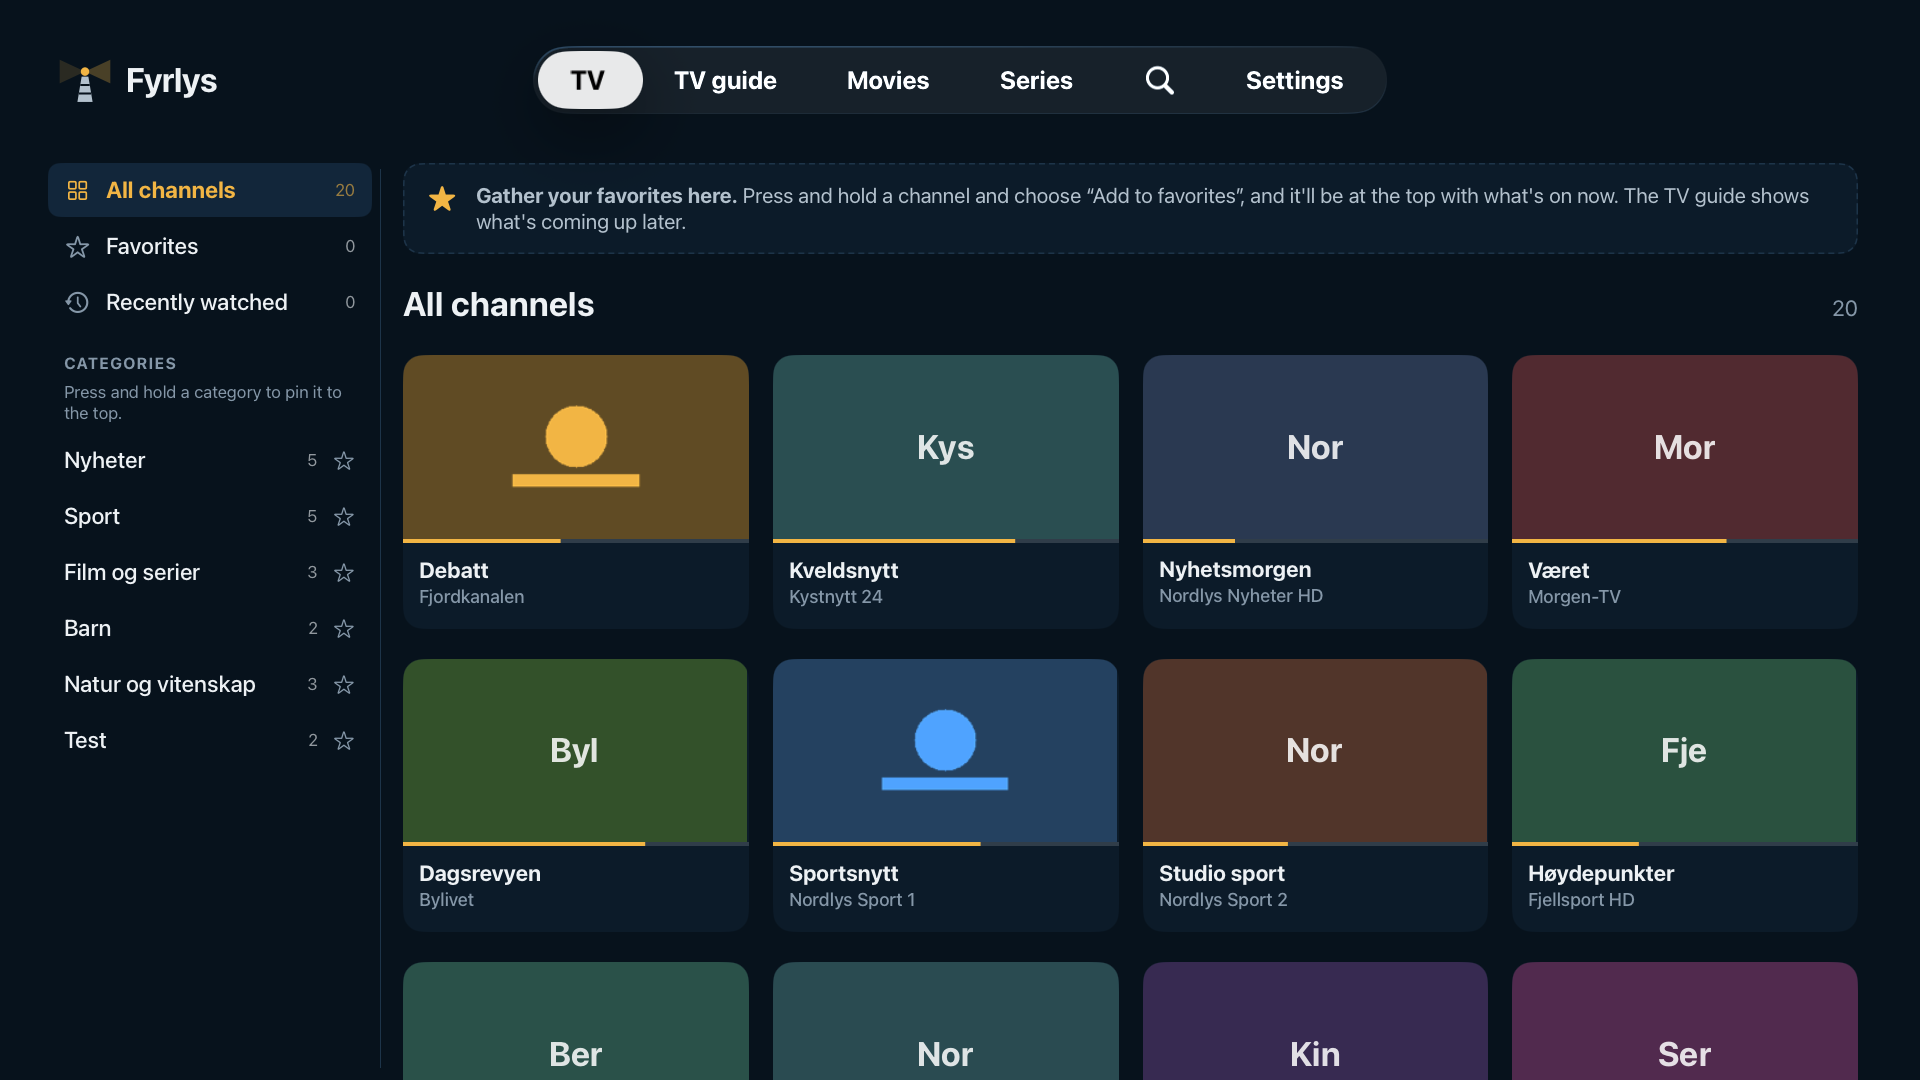 Fyrlys
TV
TV guide
Movies
Series
Settings
All channels
20
Favorites
0
Recently watched
0
CATEGORIES
Press and hold a category to pin it to
the top.
Nyheter
5
Sport
5
Film og serier
3
Barn
2
Natur og vitenskap
3
Test
2
Gather your favorites here. Press and hold a channel and choose “Add to favorites”, and it'll be at the top with what's on now. The TV guide shows
what's coming up later.
All channels
20
Debatt
Fjordkanalen
Kys
Kveldsnytt
Kystnytt 24
Nor
Nyhetsmorgen
Nordlys Nyheter HD
Mor
Været
Morgen-TV
Byl
Dagsrevyen
Bylivet
Sportsnytt
Nordlys Sport 1
Nor
Studio sport
Nordlys Sport 2
Fje
Høydepunkter
Fjellsport HD
Ber
Nor
Kin
Ser